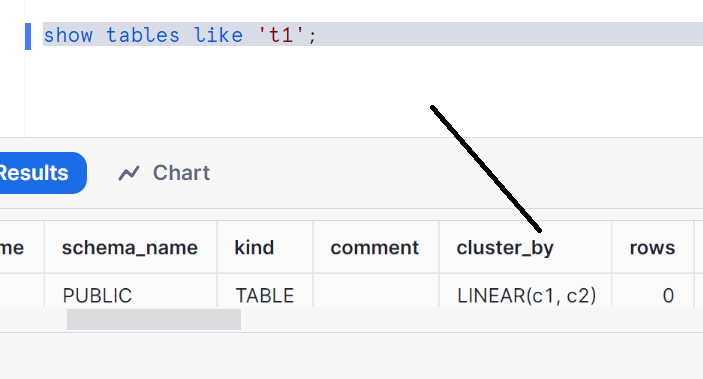 show tables like 't1';
Results Chart
me schema_name kind comment cluster_by rows
PUBLIC TABLE LINEAR(c1, c2) 0